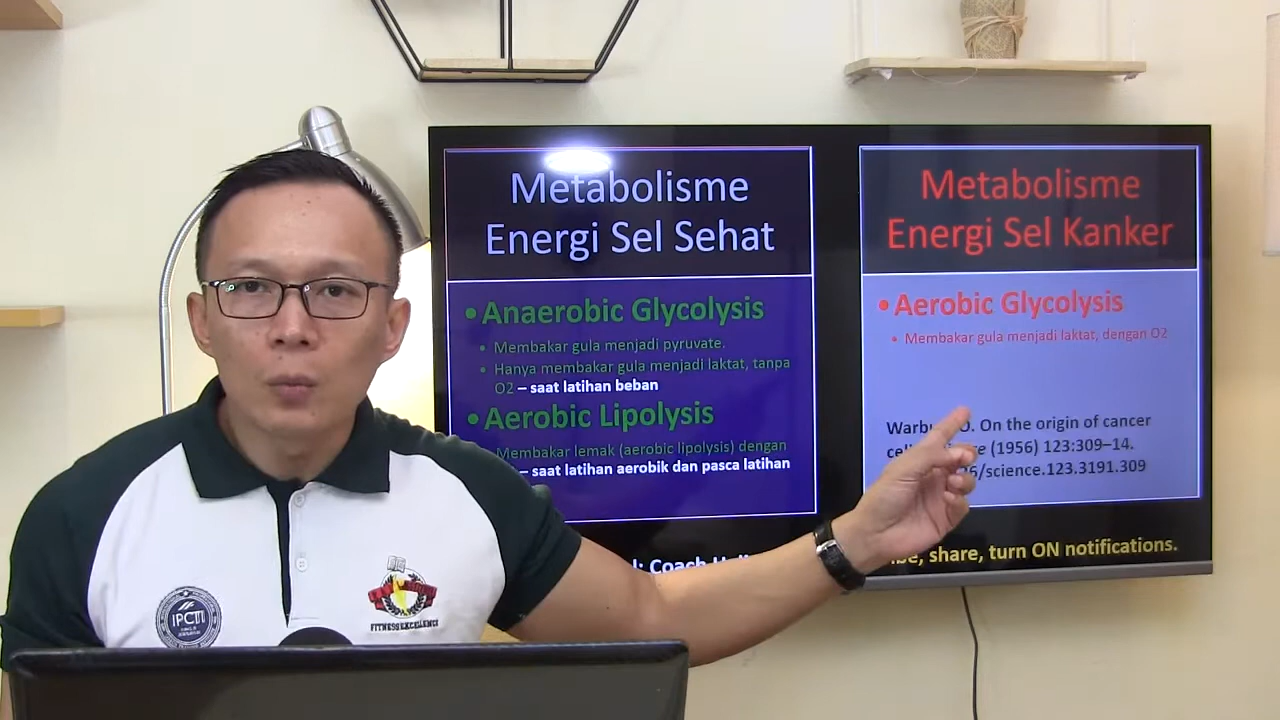 Metabolisme
Energi Sel Sehat
• Anaerobic Glycolysis
• Membakar gula menjadi pyruvate.
• Hanya membakar gula menjadi laktat, tanpa
O2 – saat latihan beban
• Aerobic Lipolysis
Membakar lemak (aerobic lipolysis) dengan
– saat latihan aerobik dan pasca latihan
Metabolisme
Energi Sel Kanker
• Aerobic Glycolysis
• Membakar gula menjadi laktat, dengan O2
O. On the origin of cancer
(1956) 123:309–14.
/science.123.3191.309
Coach
share, turn ON notifications.
IPCTI
FITNESS EXCELLENCE